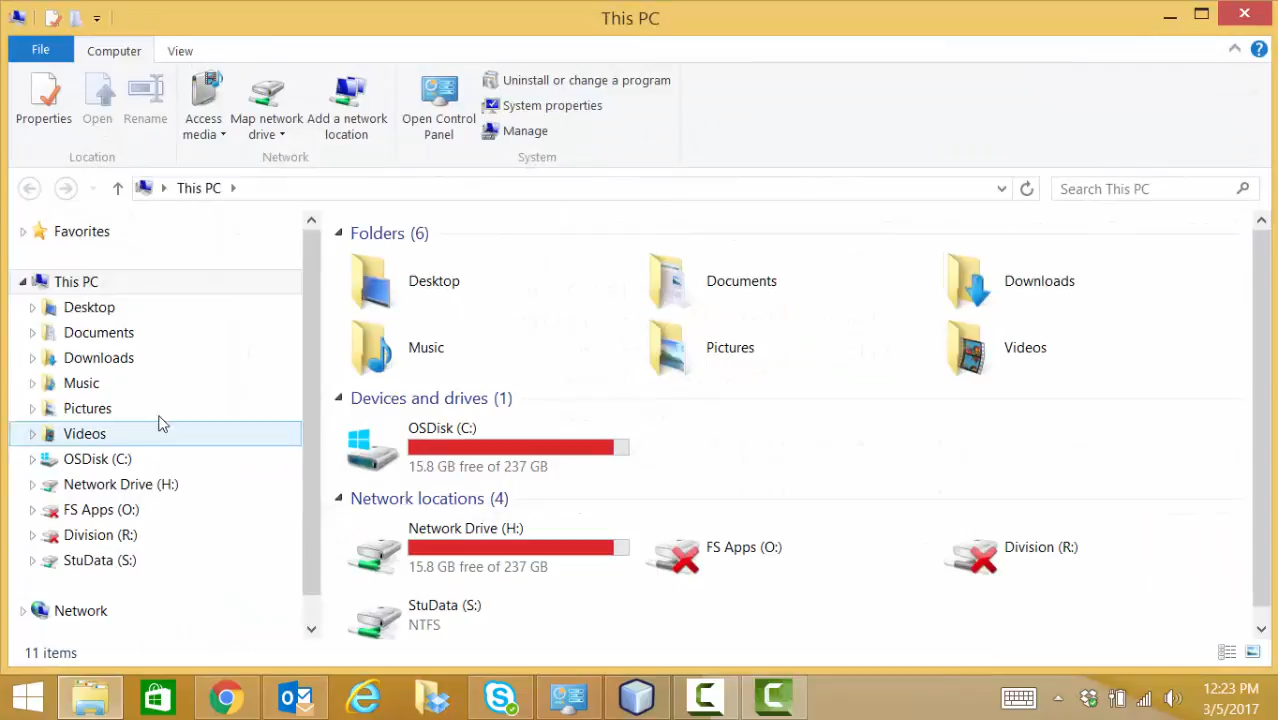 This PC
File
Computer
View
Properties
Open
Rename
Access media
Map network drive
Add a network location
Open Control Panel
Uninstall or change a program
System properties
Manage
Location
Network
System
This PC
Search This PC
Favorites
This PC
Desktop
Documents
Downloads
Music
Pictures
Videos
OSDisk (C:)
Network Drive (H:)
FS Apps (O:)
Division (R:)
StuData (S:)
Network
Folders (6)
Desktop
Documents
Downloads
Music
Pictures
Videos
Devices and drives (1)
OSDisk (C:)
15.8 GB free of 237 GB
Network locations (4)
Network Drive (H:)
15.8 GB free of 237 GB
FS Apps (O:)
Division (R:)
StuData (S:)
NTFS
11 items
12:23 PM
3/5/2017